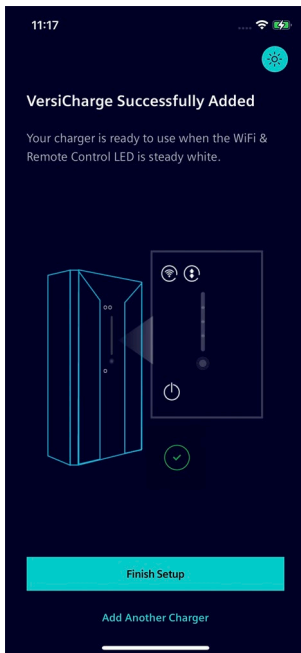 11:17
VersiCharge Successfully Added
Your charger is ready to use when the WiFi &
Remote Control LED is steady white.
Finish Setup
Add Another Charger